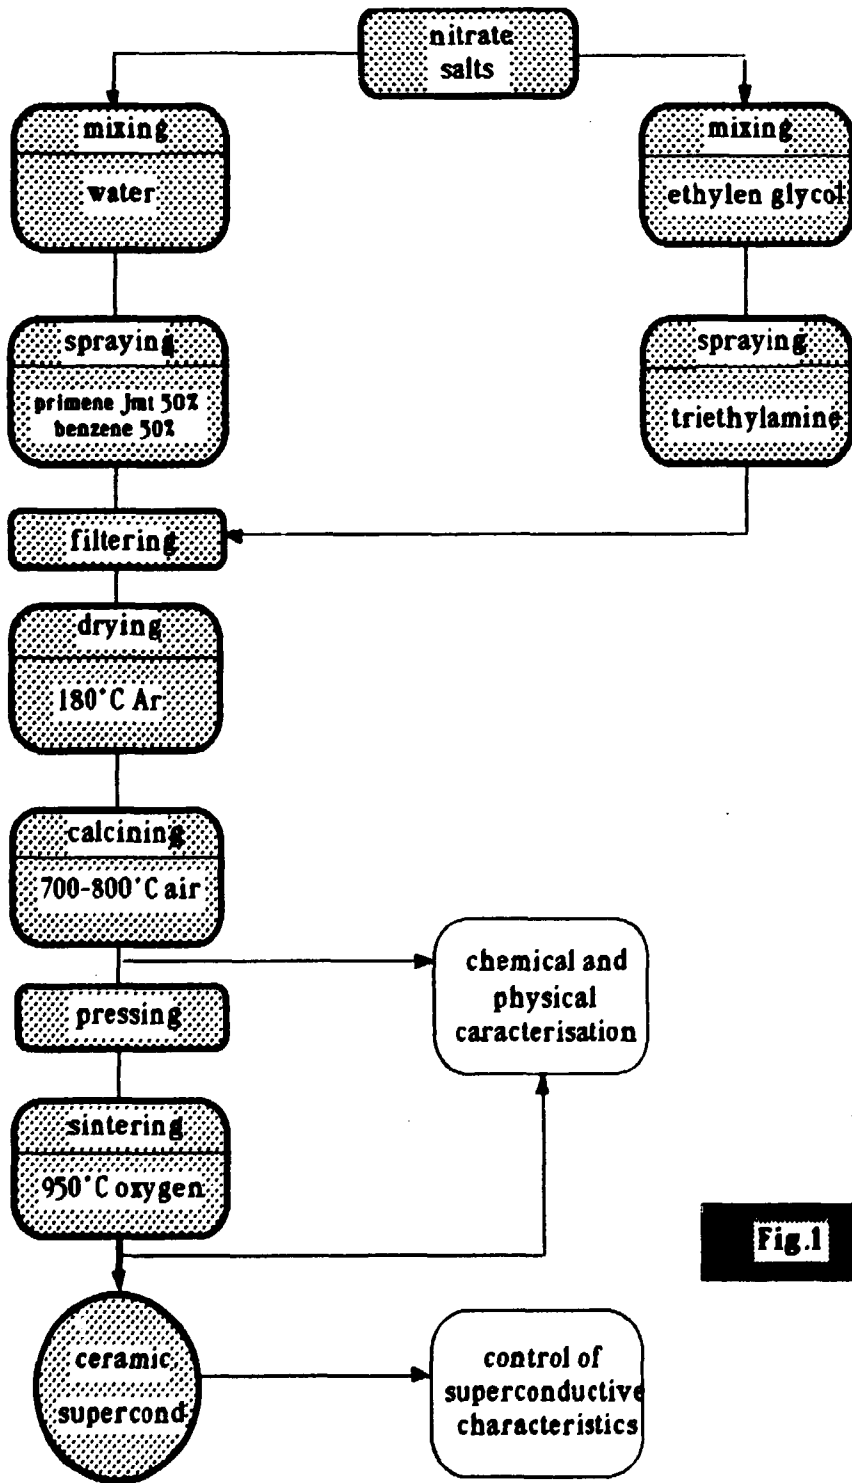 nitrate
salts
mixing
water
mixing
ethylen glycol
spraying
primene Jmt 50%
benzene 50%
spraying
triethylamine
filtering
drying
180°C Ar
calcining
700-800°C air
chemical and
physical
caracterisation
pressing
sintering
950°C oxygen
Fig.1
ceramic
supercond
control of
superconductive
characteristics